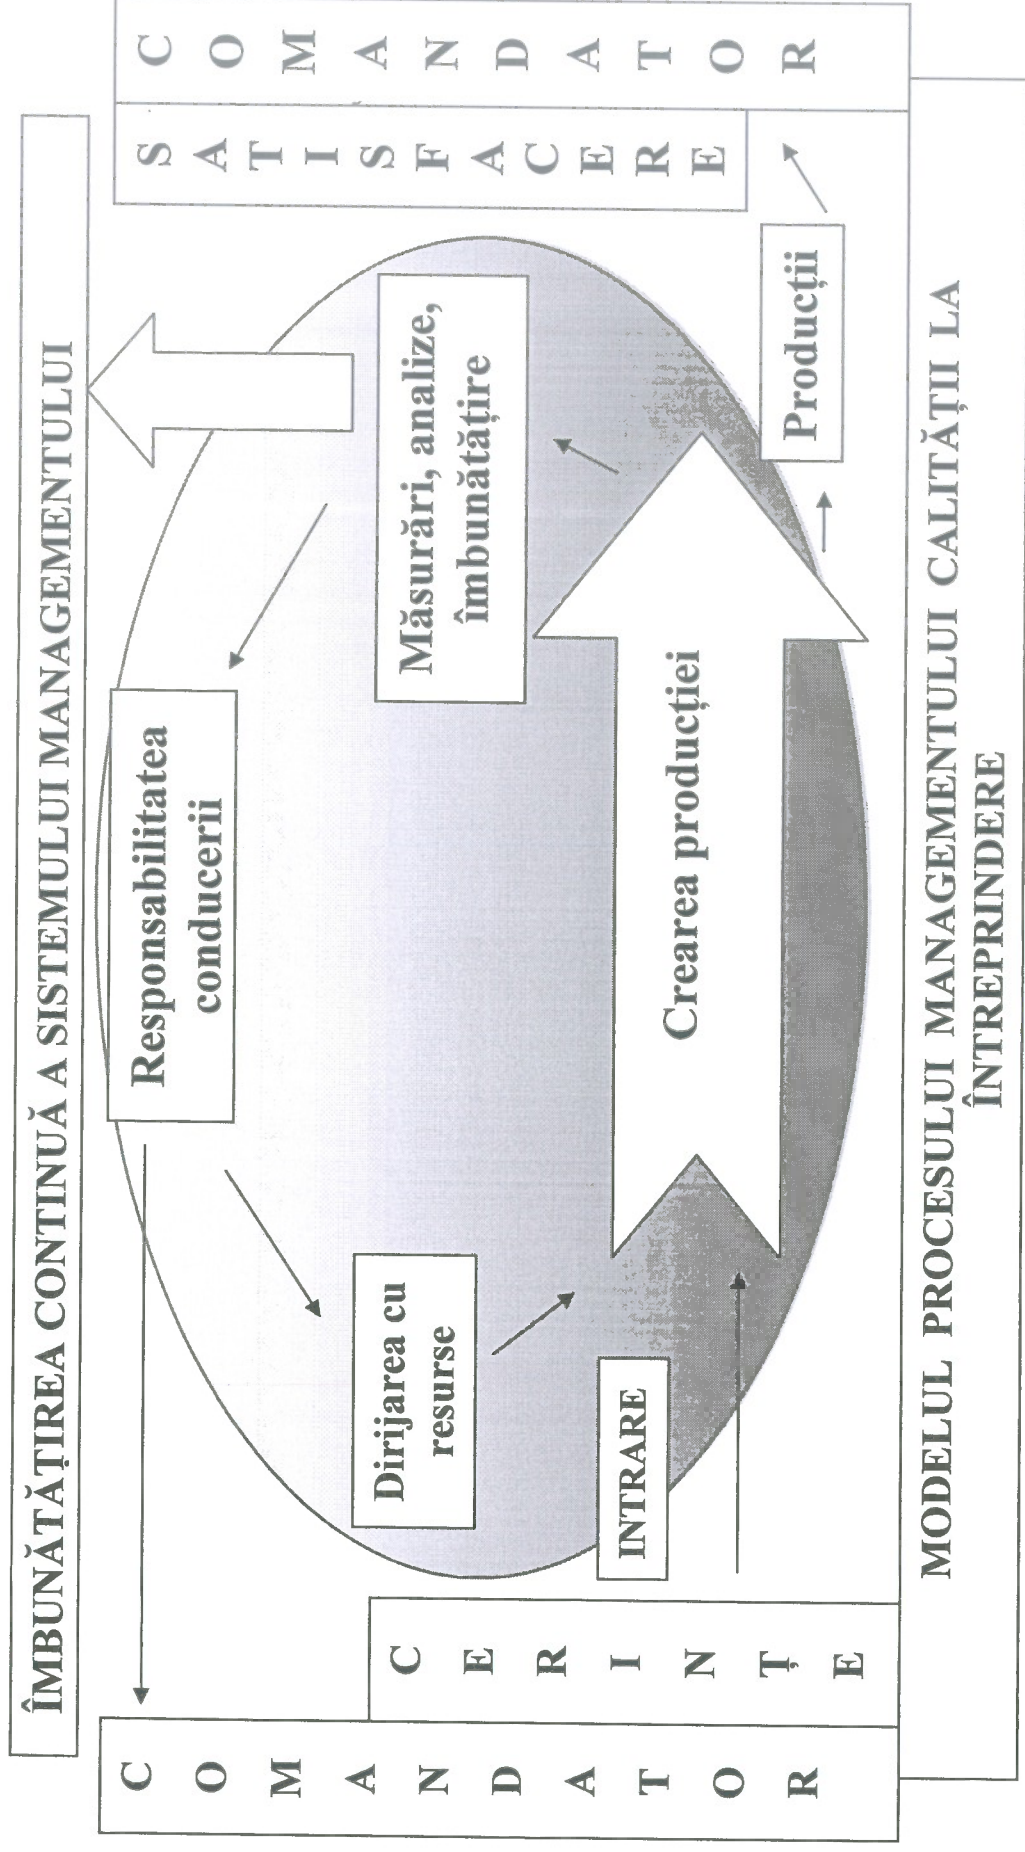 ÎMBUNĂTĂȚIREA CONTINUĂ A SISTEMULUI MANAGEMENTULUI
COMANDATOR
CERINȚE
Responsabilitatea
conducerii
Dirijarea cu
resurse
Măsurări, analize,
îmbunătățire
INTRARE
Crearea producției
Producții
SATISFACERE
COMANDATOR
MODELUL PROCESULUI MANAGEMENTULUI CALITĂȚII LA
ÎNTREPRINDERE